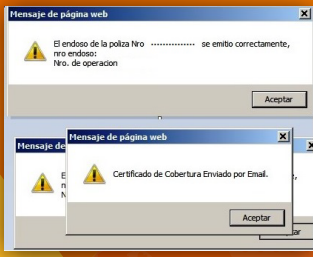 Mensaje de página web
El endoso de la poliza Nro ............... se emitio correctamente,
nro endoso:
Nro. de operacion
Aceptar
Mensaje de
Mensaje de página web
Certificado de Cobertura Enviado por Email.
Aceptar
E
n
N
ar